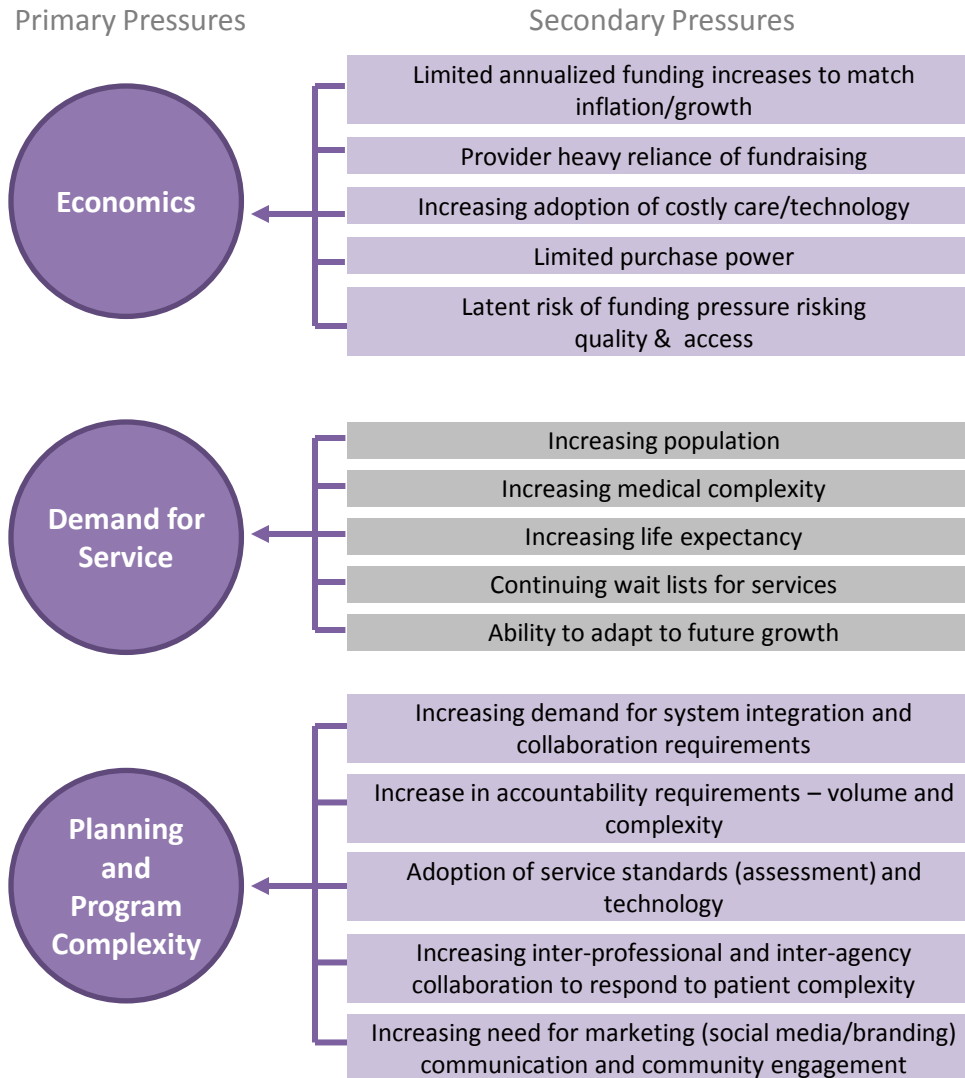 Primary Pressures
Secondary Pressures
Economics
Limited annualized funding increases to match
inflation/growth
Provider heavy reliance of fundraising
Increasing adoption of costly care/technology
Limited purchase power
Latent risk of funding pressure risking
quality & access
Demand for
Service
Increasing population
Increasing medical complexity
Increasing life expectancy
Continuing wait lists for services
Ability to adapt to future growth
Planning
and
Program
Complexity
Increasing demand for system integration and
collaboration requirements
Increase in accountability requirements – volume and
complexity
Adoption of service standards (assessment) and
technology
Increasing inter-professional and inter-agency
collaboration to respond to patient complexity
Increasing need for marketing (social media/branding)
communication and community engagement